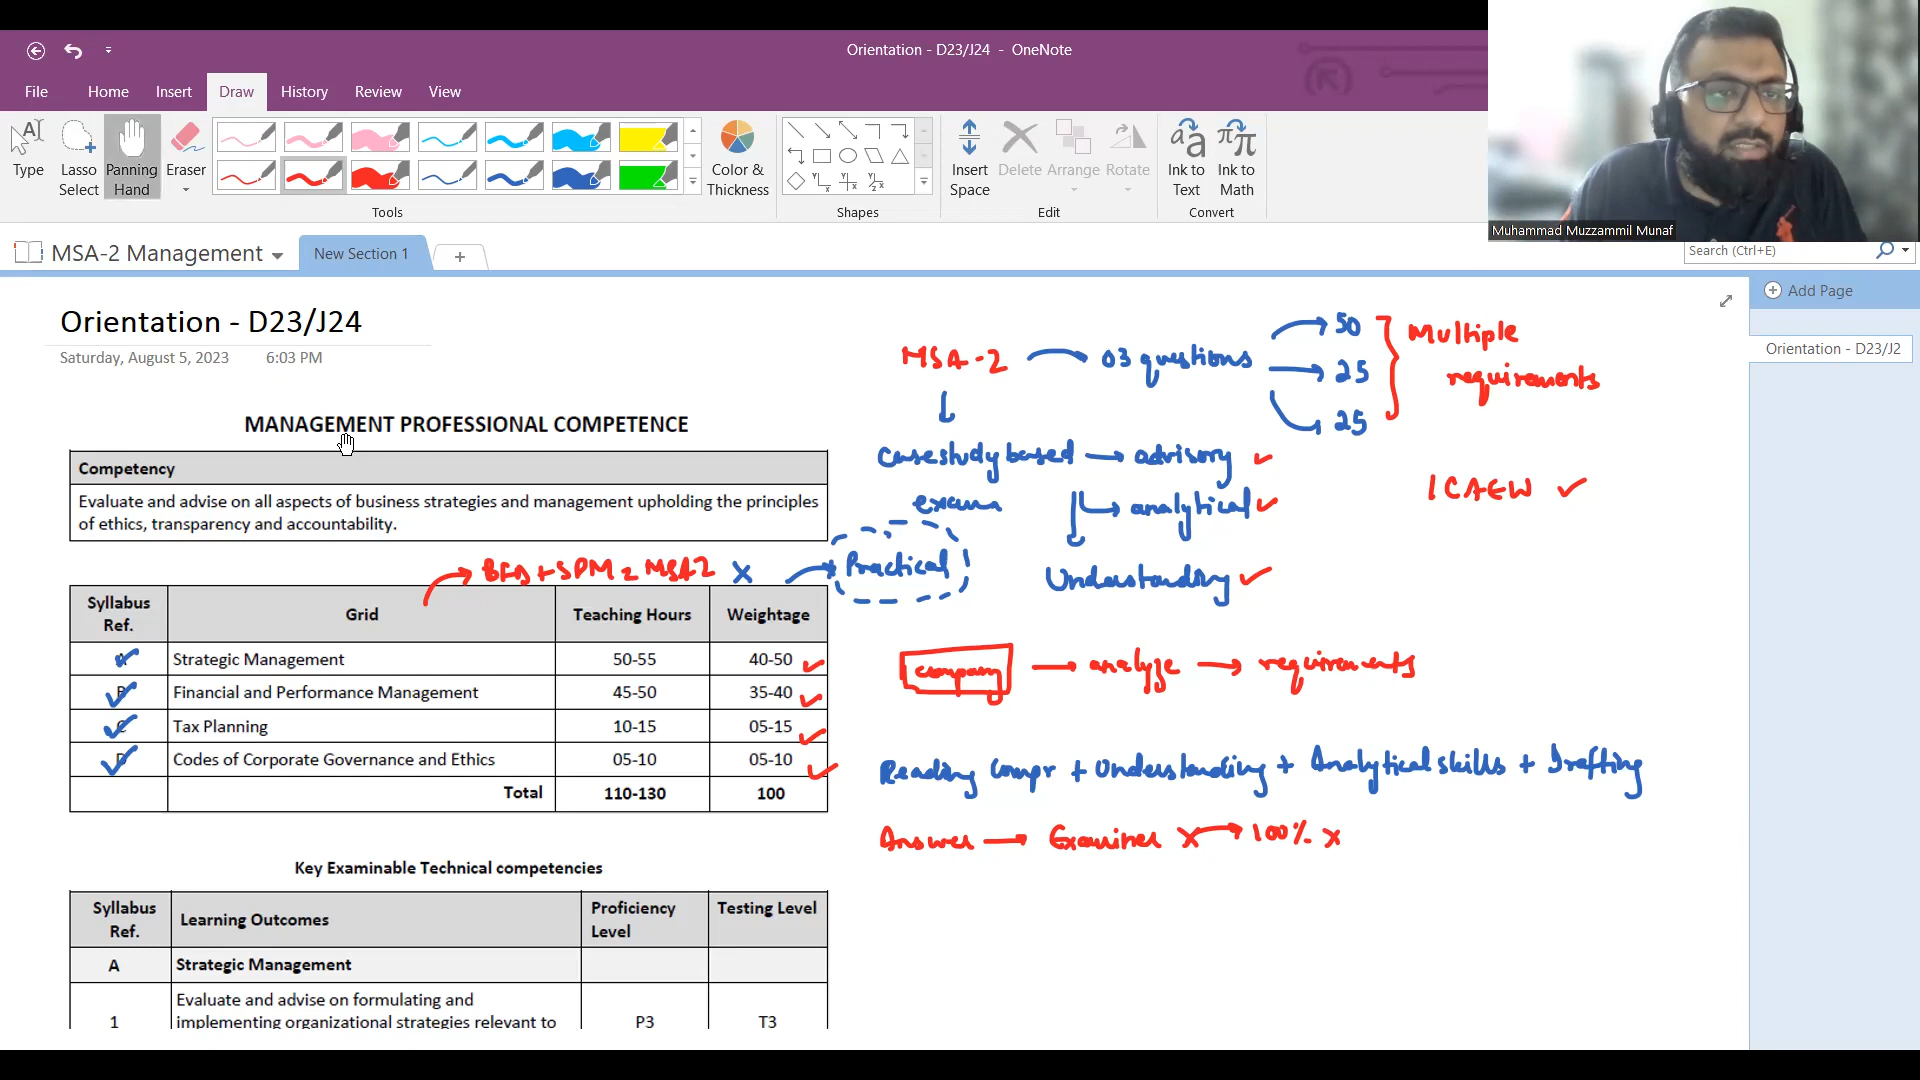 Orientation - D23/J24 - OneNote
File Home Insert Draw History Review View
Type Lasso Select Panning Hand Eraser Color & Thickness Insert Space Delete Arrange Rotate Ink to Text Ink to Math
Tools Shapes Edit Convert
Muhammad Muzzammil Munaf
MSA-2 Management New Section 1 +
Search (Ctrl+E)
Add Page
Orientation - D23/J2
Orientation - D23/J24
Saturday, August 5, 2023 6:03 PM
MANAGEMENT PROFESSIONAL COMPETENCE
Competency
Evaluate and advise on all aspects of business strategies and management upholding the principles
of ethics, transparency and accountability.
BFD + SPM = MSA2 X
Practical
Syllabus Ref. Grid Teaching Hours Weightage
A Strategic Management 50-55 40-50
B Financial and Performance Management 45-50 35-40
C Tax Planning 10-15 05-15
D Codes of Corporate Governance and Ethics 05-10 05-10
Total 110-130 100
Key Examinable Technical competencies
Syllabus Ref. Learning Outcomes Proficiency Level Testing Level
A Strategic Management
1 Evaluate and advise on formulating and
implementing organizational strategies relevant to P3 T3
MSA-2 03 questions
50
25
25
Multiple
requirements
Casestudy based advisory
exam analytical
Understanding
ICAEW
company analyze requirements
Reading Compr + Understanding + Analytical skills + Drafting
Answer Examiner X 100% X